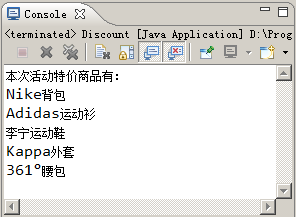 Console
<terminated> Discount [Java Application] D:\Prog
本次活动特价商品有:
Nike背包
Adidas运动衫
李宁运动鞋
Kappa外套
361°腰包